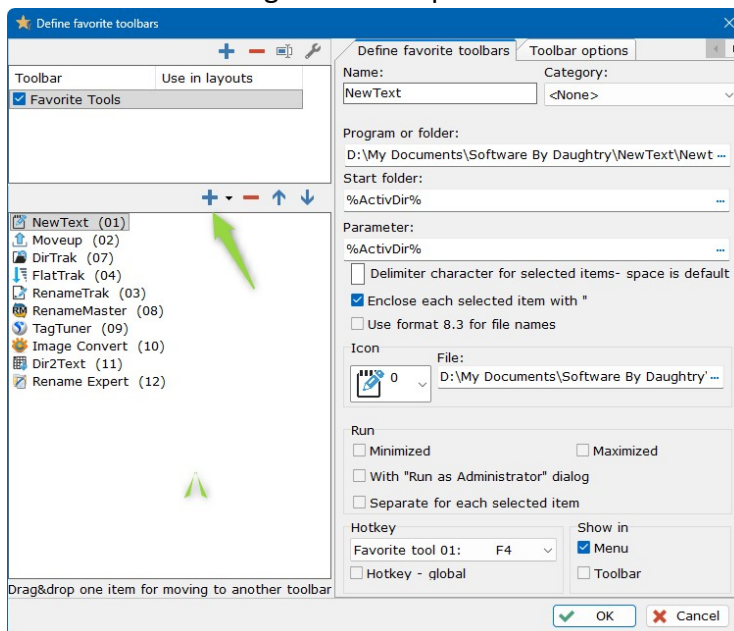 Define favorite toolbars
Define favorite toolbars
Toolbar options
Toolbar
Use in layouts
Favorite Tools
NewText (01)
Moveup (02)
DirTrak (07)
FlatTrak (04)
RenameTrak (03)
RenameMaster (08)
TagTuner (09)
Image Convert (10)
Dir2Text (11)
Rename Expert (12)
Drag&drop one item for moving to another toolbar
Name:
Category:
NewText
<None>
Program or folder:
D:\My Documents\Software By Daughtry\NewText\Newt ...
Start folder:
%ActivDir% ...
Parameter:
%ActivDir% ...
Delimiter character for selected items- space is default
Enclose each selected item with "
Use format 8.3 for file names
Icon
File:
0
D:\My Documents\Software By Daughtry\ ...
Run
Minimized
Maximized
With "Run as Administrator" dialog
Separate for each selected item
Hotkey
Show in
Favorite tool 01: F4
Menu
Hotkey - global
Toolbar
OK
Cancel